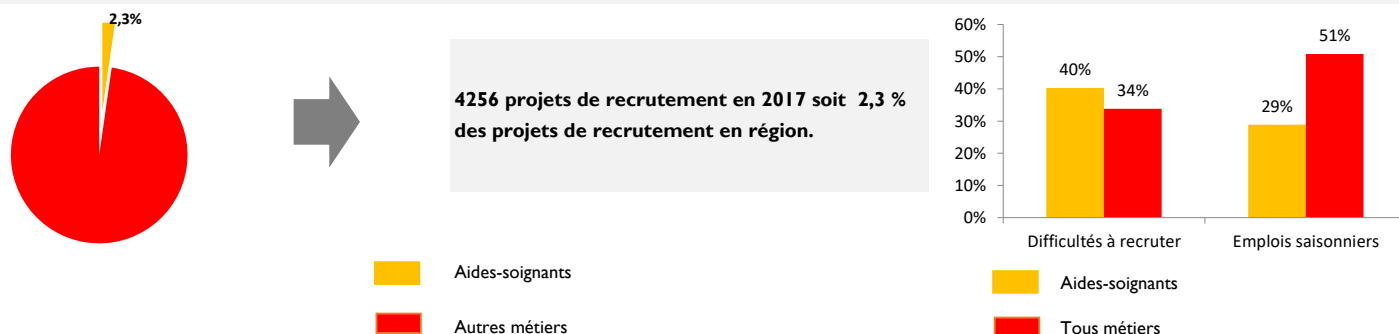 2,3%
4256 projets de recrutement en 2017 soit 2,3 %
des projets de recrutement en région.
Aides-soignants
Autres métiers
60%
50%
40%
30%
20%
10%
0%
40%
34%
29%
51%
Difficultés à recruter
Emplois saisonniers
Aides-soignants
Tous métiers